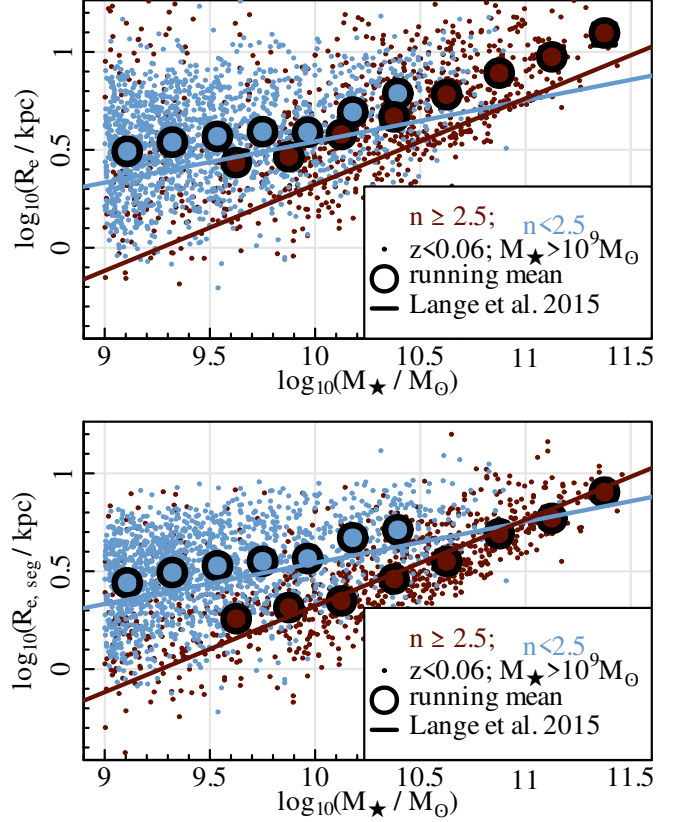 log₁₀(Rₑ / kpc)
1
0.5
0
n ≥ 2.5; n<2.5
z<0.06; M★>10⁹M⊙
running mean
Lange et al. 2015
9 9.5 10 10.5 11 11.5
log₁₀(M★ / M⊙)
log₁₀(Rₑ, seg / kpc)
1
0.5
0
n ≥ 2.5; n<2.5
z<0.06; M★>10⁹M⊙
running mean
Lange et al. 2015
9 9.5 10 10.5 11 11.5
log₁₀(M★ / M⊙)